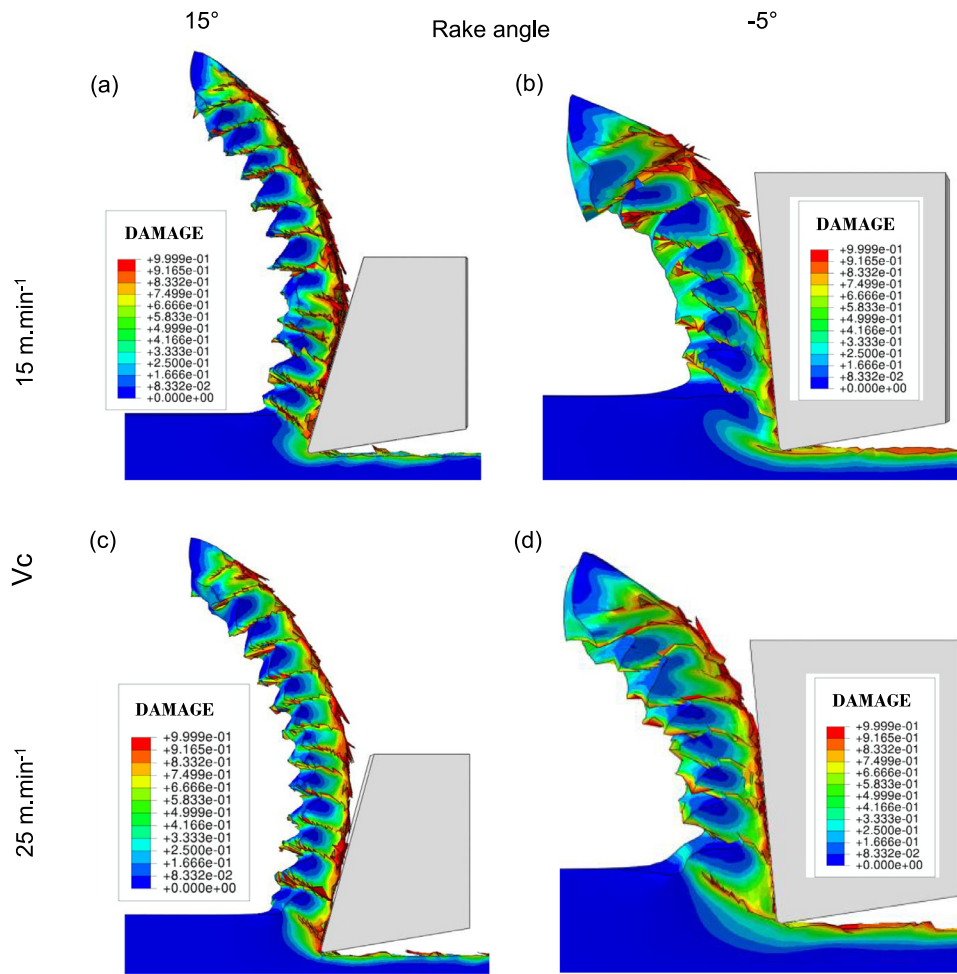 15°
Rake angle
-5°
(a)
(b)
DAMAGE
+9.999e-01
+9.165e-01
+8.332e-01
+7.499e-01
+6.666e-01
+5.833e-01
+4.999e-01
+4.166e-01
+3.333e-01
+2.500e-01
+1.666e-01
+8.332e-02
+0.000e+00
DAMAGE
+9.999e-01
+9.165e-01
+8.332e-01
+7.499e-01
+6.666e-01
+5.833e-01
+4.999e-01
+4.166e-01
+3.333e-01
+2.500e-01
+1.666e-01
+8.332e-02
+0.000e+00
15 m.min⁻¹
Vc
(c)
(d)
DAMAGE
+9.999e-01
+9.165e-01
+8.332e-01
+7.499e-01
+6.666e-01
+5.833e-01
+4.999e-01
+4.166e-01
+3.333e-01
+2.500e-01
+1.666e-01
+8.332e-02
+0.000e+00
DAMAGE
+9.999e-01
+9.165e-01
+8.332e-01
+7.499e-01
+6.666e-01
+5.833e-01
+4.999e-01
+4.166e-01
+3.333e-01
+2.500e-01
+1.666e-01
+8.332e-02
+0.000e+00
25 m.min⁻¹